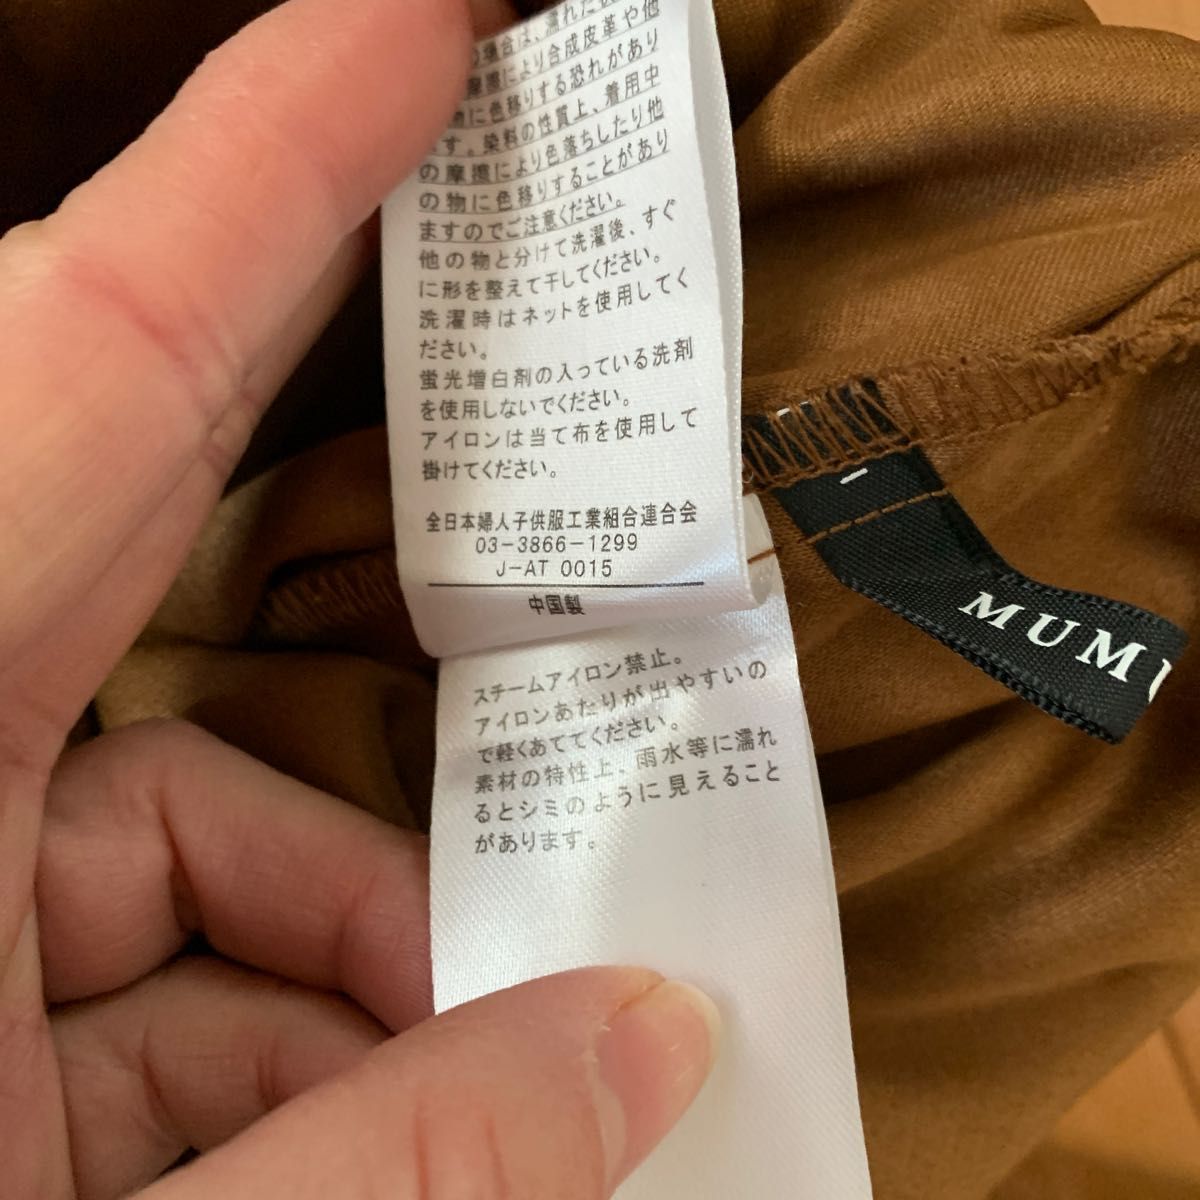 の場合は、濡れた
摩擦により合成皮革や他
物に色移りする恐れがあり
ます。染料の性質上、着用中
の摩擦により色落ちしたり他
の物に色移りすることがあり
ますのでご注意ください。
他の物と分けて洗濯後、すぐ
に形を整えて干してください。
洗濯時はネットを使用してく
ださい。
蛍光増白剤の入っている洗剤
を使用しないでください。
アイロンは当て布を使用して
掛けてください。
全日本婦人子供服工業組合連合会
03-3866-1299
J-AT 0015
中国製
スチームアイロン禁止。
アイロンあたりが出やすいの
で軽くあててください。
素材の特性上、雨水等に濡れ
るとシミのように見えること
があります。
MUM